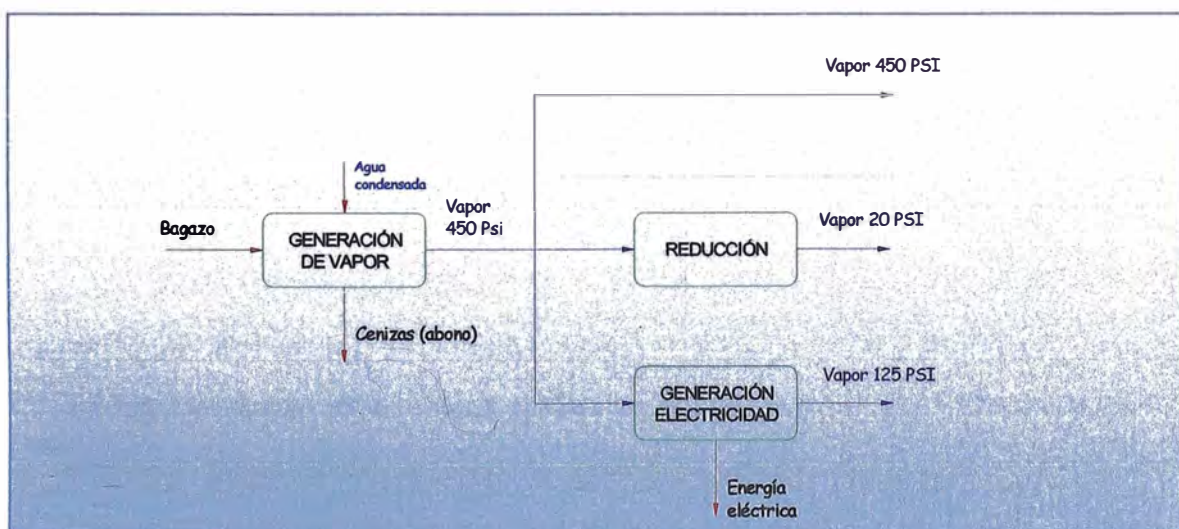 Vapor 450 PSI
Agua
condensada
Bagazo
GENERACIÓN
DE VAPOR
Vapor
450 Psi
REDUCCIÓN
Vapor 20 PSI
Cenizas (abono)
GENERACIÓN
ELECTRICIDAD
Vapor 125 PSI
Energía
eléctrica